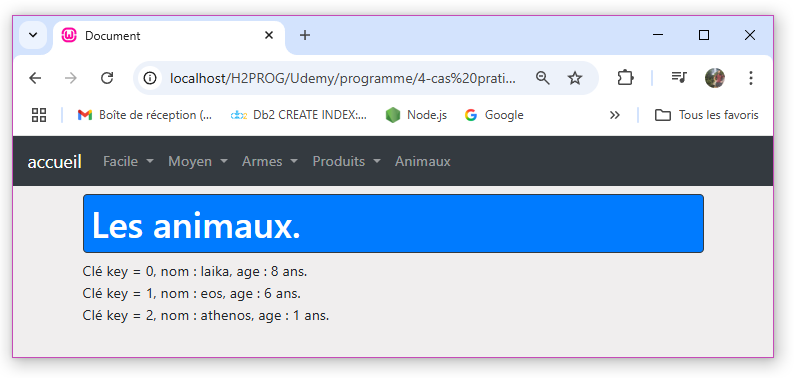 Document
localhost/H2PROG/Udemy/programme/4-cas%20prati...
Boîte de réception (... Db2 CREATE INDEX:... Node.js Google Tous les favoris
accueil Facile Moyen Armes Produits Animaux
Les animaux.
Clé key = 0, nom : laika, age : 8 ans.
Clé key = 1, nom : eos, age : 6 ans.
Clé key = 2, nom : athenos, age : 1 ans.